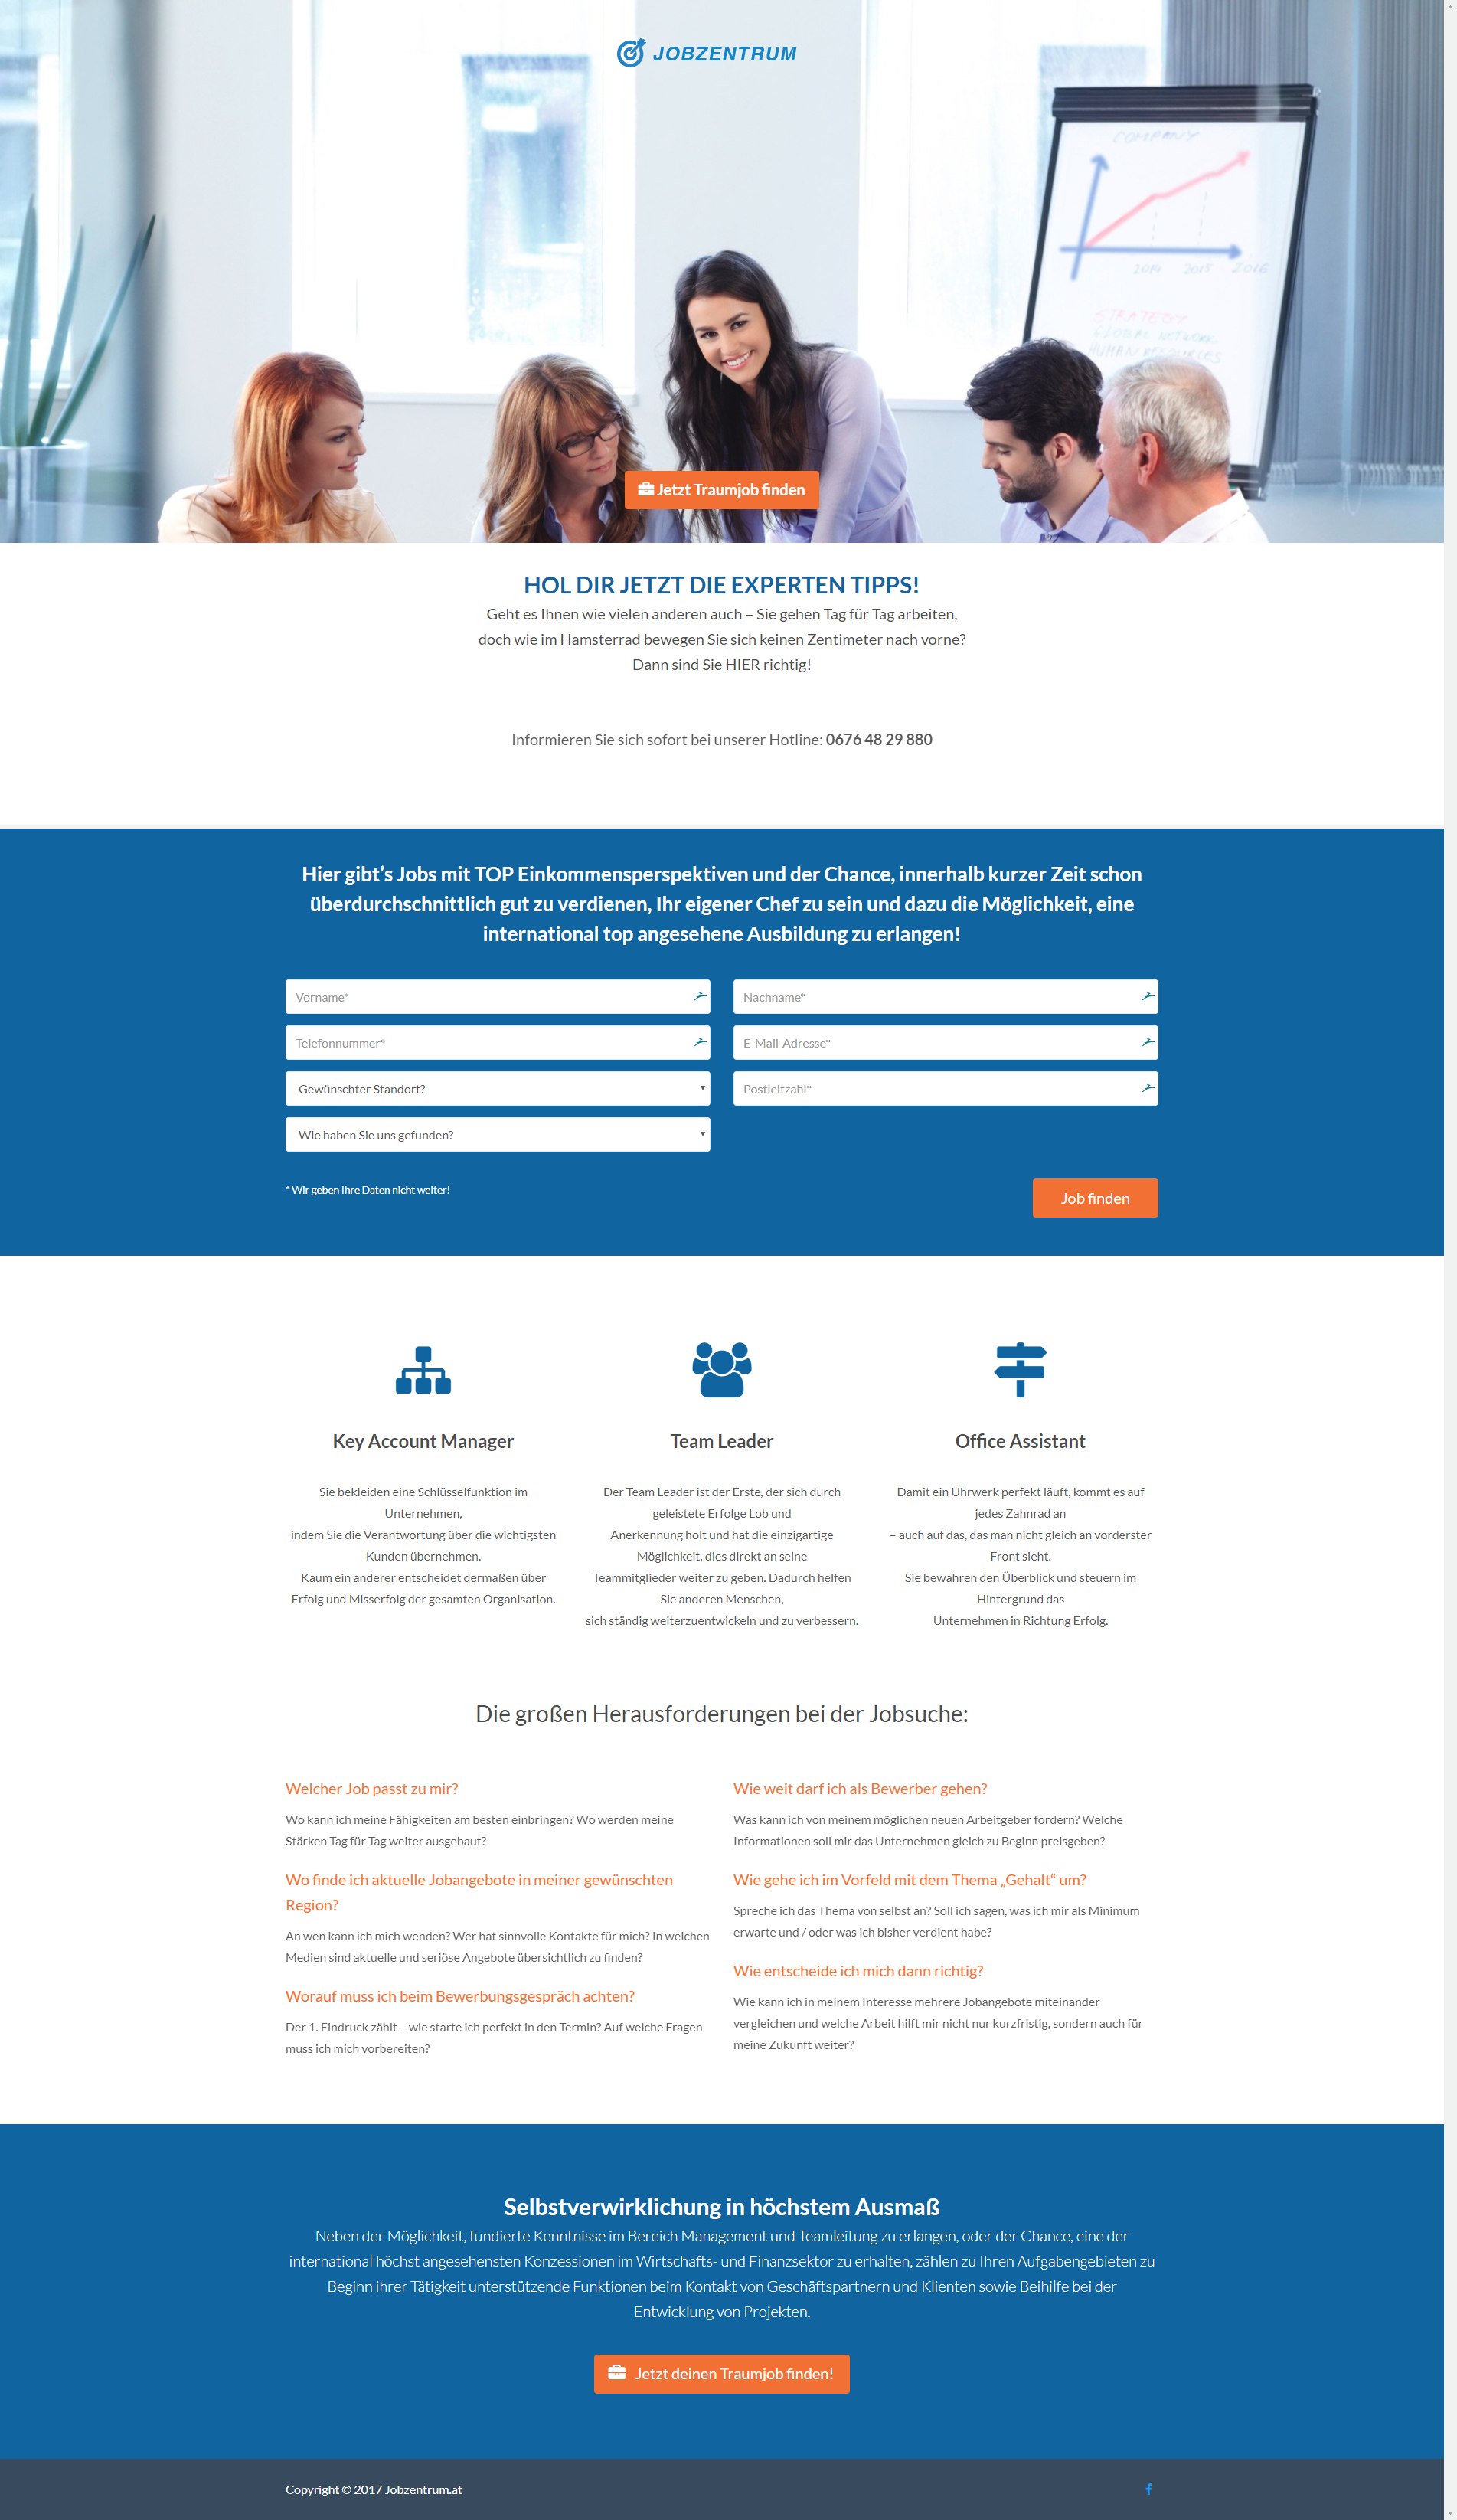 JOBZENTRUM
COMPANY
2014 2015 2016
STRATEGY
GLOBAL NETWORK
HUMAN RESOURCES
Jetzt Traumjob finden
HOL DIR JETZT DIE EXPERTEN TIPPS!
Geht es Ihnen wie vielen anderen auch – Sie gehen Tag für Tag arbeiten,
doch wie im Hamsterrad bewegen Sie sich keinen Zentimeter nach vorne?
Dann sind Sie HIER richtig!
Informieren Sie sich sofort bei unserer Hotline: 0676 48 29 880
Hier gibt’s Jobs mit TOP Einkommensperspektiven und der Chance, innerhalb kurzer Zeit schon
überdurchschnittlich gut zu verdienen, Ihr eigener Chef zu sein und dazu die Möglichkeit, eine
international top angesehene Ausbildung zu erlangen!
Vorname*
Nachname*
Telefonnummer*
E-Mail-Adresse*
Gewünschter Standort?
Postleitzahl*
Wie haben Sie uns gefunden?
* Wir geben Ihre Daten nicht weiter!
Job finden
Key Account Manager
Sie bekleiden eine Schlüsselfunktion im
Unternehmen,
indem Sie die Verantwortung über die wichtigsten
Kunden übernehmen.
Kaum ein anderer entscheidet dermaßen über
Erfolg und Misserfolg der gesamten Organisation.
Team Leader
Der Team Leader ist der Erste, der sich durch
geleistete Erfolge Lob und
Anerkennung holt und hat die einzigartige
Möglichkeit, dies direkt an seine
Teammitglieder weiter zu geben. Dadurch helfen
Sie anderen Menschen,
sich ständig weiterzuentwickeln und zu verbessern.
Office Assistant
Damit ein Uhrwerk perfekt läuft, kommt es auf
jedes Zahnrad an
– auch auf das, das man nicht gleich an vorderster
Front sieht.
Sie bewahren den Überblick und steuern im
Hintergrund das
Unternehmen in Richtung Erfolg.
Die großen Herausforderungen bei der Jobsuche:
Welcher Job passt zu mir?
Wo kann ich meine Fähigkeiten am besten einbringen? Wo werden meine
Stärken Tag für Tag weiter ausgebaut?
Wo finde ich aktuelle Jobangebote in meiner gewünschten
Region?
An wen kann ich mich wenden? Wer hat sinnvolle Kontakte für mich? In welchen
Medien sind aktuelle und seriöse Angebote übersichtlich zu finden?
Worauf muss ich beim Bewerbungsgespräch achten?
Der 1. Eindruck zählt – wie starte ich perfekt in den Termin? Auf welche Fragen
muss ich mich vorbereiten?
Wie weit darf ich als Bewerber gehen?
Was kann ich von meinem möglichen neuen Arbeitgeber fordern? Welche
Informationen soll mir das Unternehmen gleich zu Beginn preisgeben?
Wie gehe ich im Vorfeld mit dem Thema „Gehalt“ um?
Spreche ich das Thema von selbst an? Soll ich sagen, was ich mir als Minimum
erwarte und / oder was ich bisher verdient habe?
Wie entscheide ich mich dann richtig?
Wie kann ich in meinem Interesse mehrere Jobangebote miteinander
vergleichen und welche Arbeit hilft mir nicht nur kurzfristig, sondern auch für
meine Zukunft weiter?
Selbstverwirklichung in höchstem Ausmaß
Neben der Möglichkeit, fundierte Kenntnisse im Bereich Management und Teamleitung zu erlangen, oder der Chance, eine der
international höchst angesehensten Konzessionen im Wirtschafts- und Finanzsektor zu erhalten, zählen zu Ihren Aufgabengebieten zu
Beginn ihrer Tätigkeit unterstützende Funktionen beim Kontakt von Geschäftspartnern und Klienten sowie Beihilfe bei der
Entwicklung von Projekten.
Jetzt deinen Traumjob finden!
Copyright © 2017 Jobzentrum.at